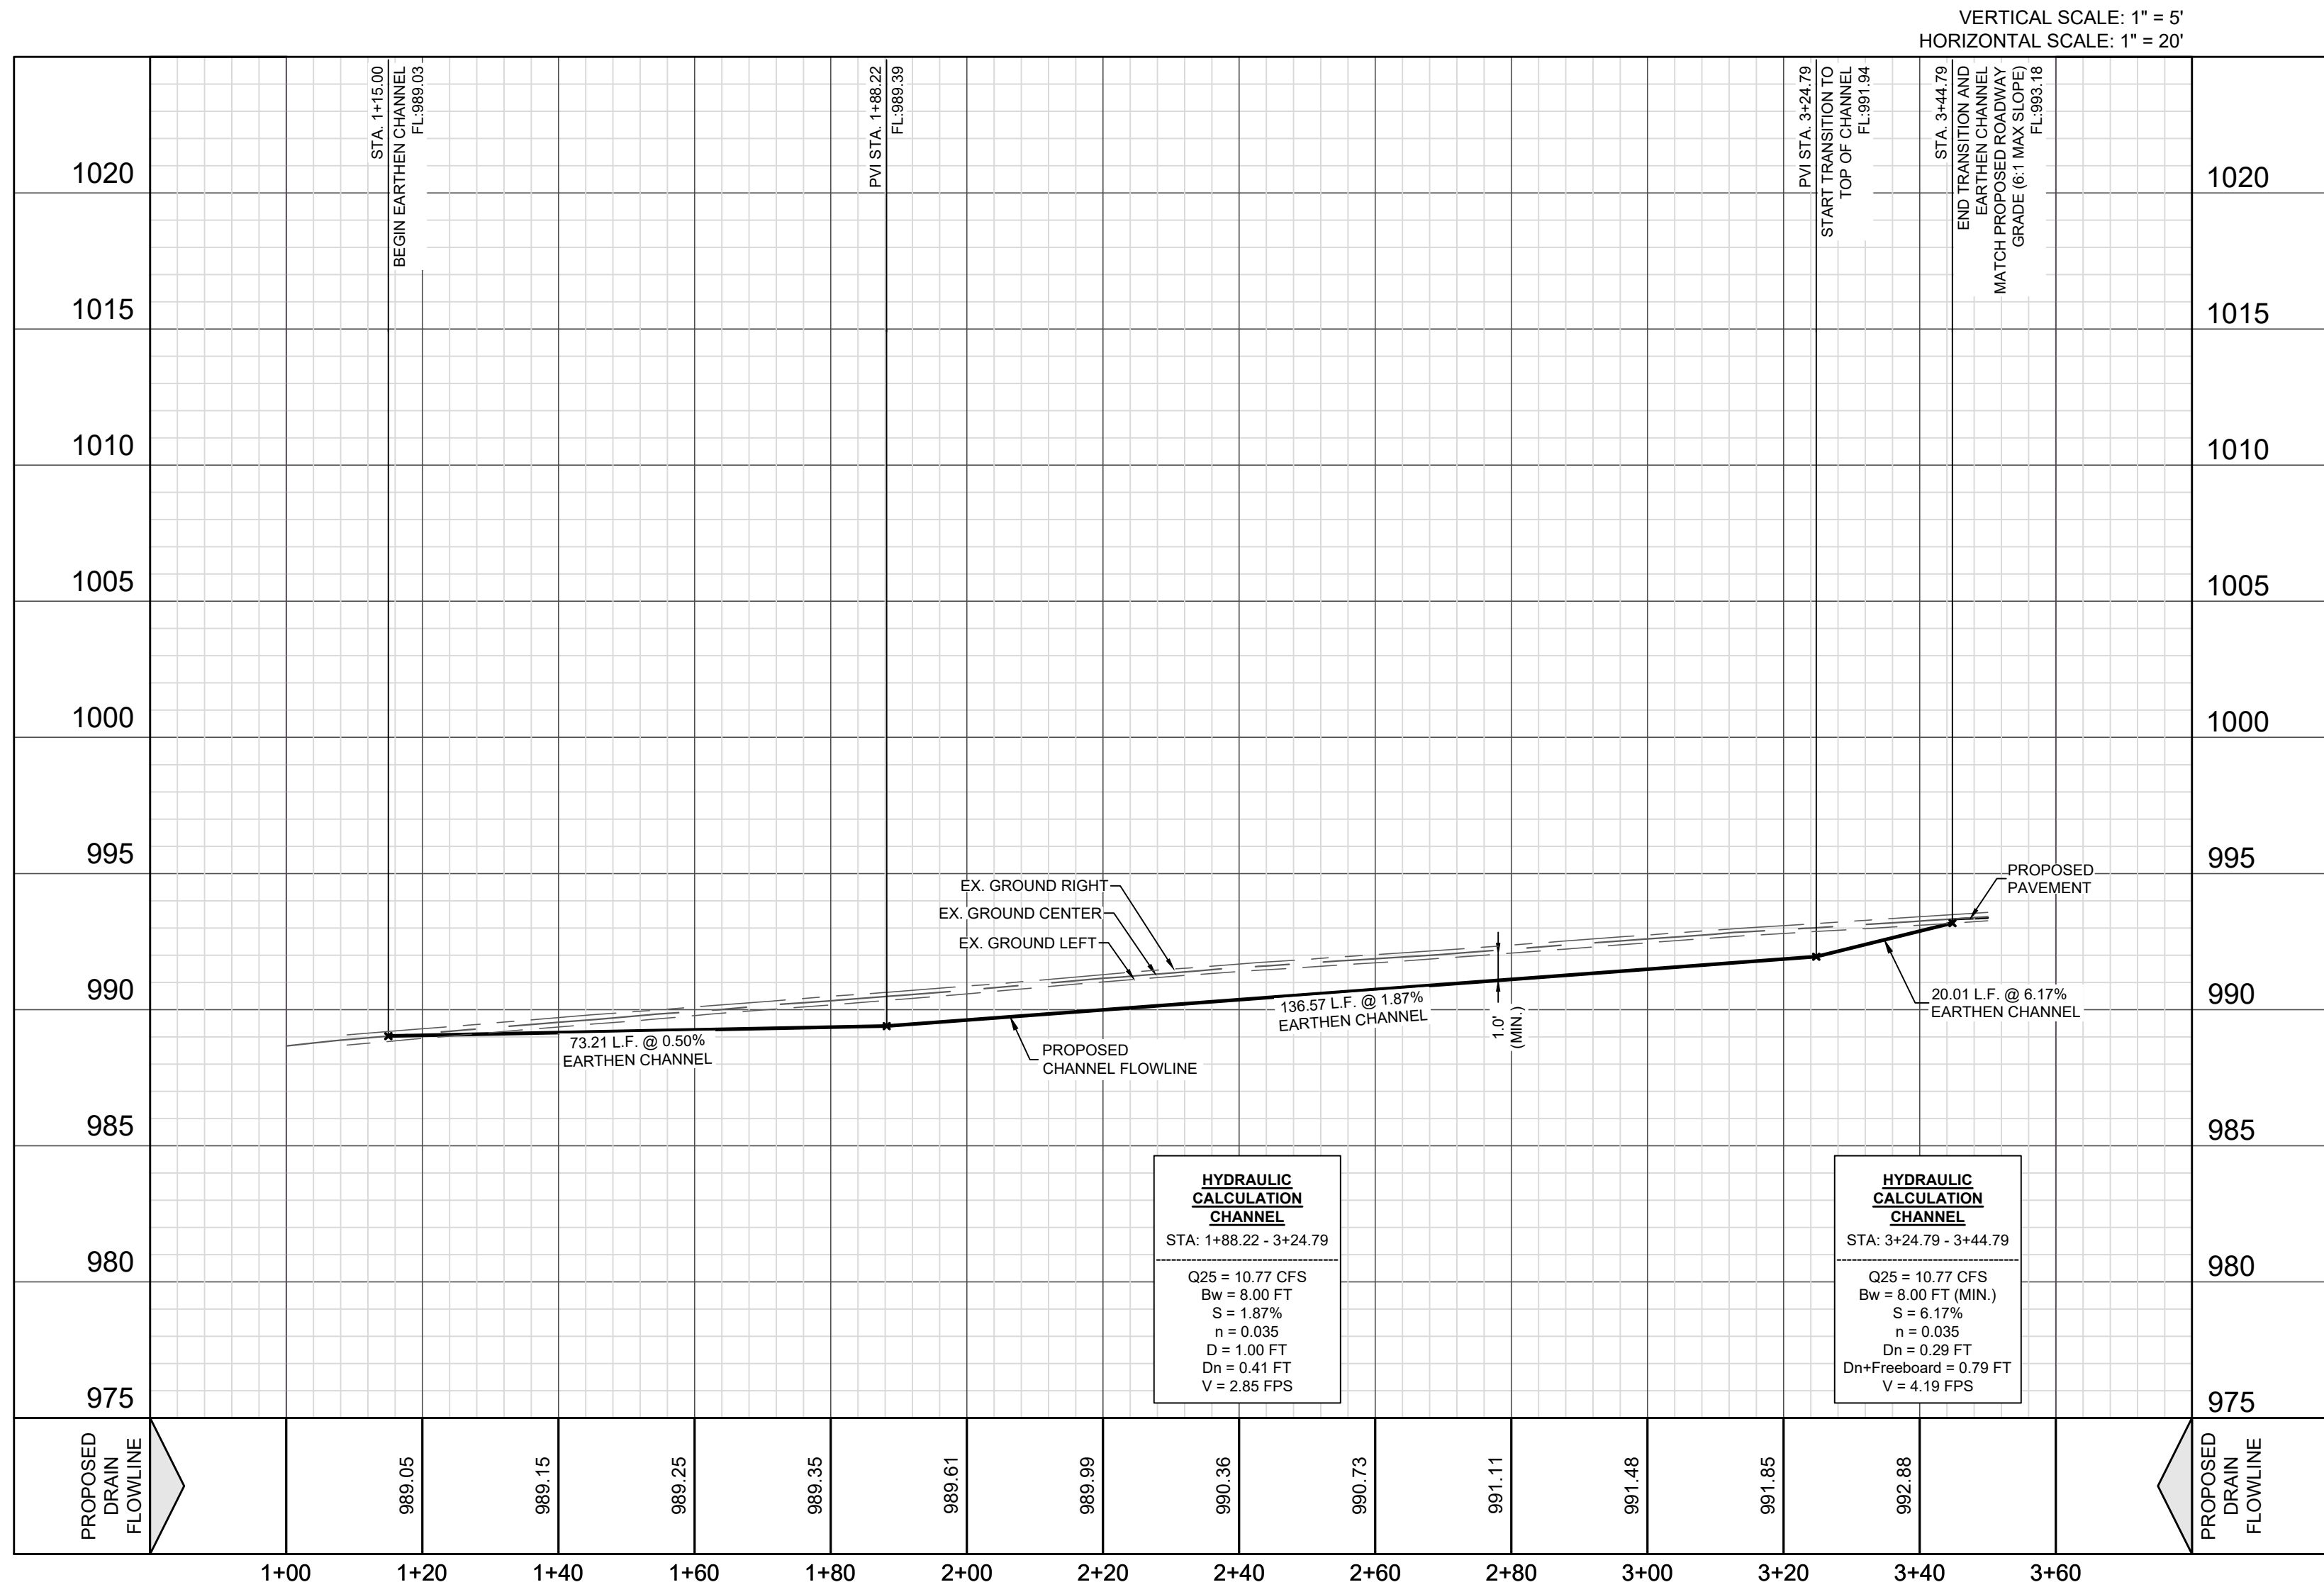 VERTICAL SCALE: 1" = 5'
HORIZONTAL SCALE: 1" = 20'
STA. 1+15.00
BEGIN EARTHEN CHANNEL
FL:989.03
PVI STA. 1+88.22
FL:989.39
PVI STA. 3+24.79
START TRANSITION TO
TOP OF CHANNEL
FL:991.94
STA. 3+44.79
END TRANSITION AND
EARTHEN CHANNEL
MATCH PROPOSED ROADWAY
GRADE (6:1 MAX SLOPE)
FL:993.18
1020
1020
1015
1015
1010
1010
1005
1005
1000
1000
995
995
990
990
985
985
980
980
975
975
EX. GROUND RIGHT
EX. GROUND CENTER
EX. GROUND LEFT
PROPOSED
PAVEMENT
73.21 L.F. @ 0.50%
EARTHEN CHANNEL
136.57 L.F. @ 1.87%
EARTHEN CHANNEL
1.0'
(MIN.)
20.01 L.F. @ 6.17%
EARTHEN CHANNEL
PROPOSED
CHANNEL FLOWLINE
HYDRAULIC
CALCULATION
CHANNEL
STA: 1+88.22 - 3+24.79
Q25 = 10.77 CFS
Bw = 8.00 FT
S = 1.87%
n = 0.035
D = 1.00 FT
Dn = 0.41 FT
V = 2.85 FPS
HYDRAULIC
CALCULATION
CHANNEL
STA: 3+24.79 - 3+44.79
Q25 = 10.77 CFS
Bw = 8.00 FT (MIN.)
S = 6.17%
n = 0.035
Dn = 0.29 FT
Dn+Freeboard = 0.79 FT
V = 4.19 FPS
PROPOSED
DRAIN
FLOWLINE
989.05
989.15
989.25
989.35
989.61
989.99
990.36
990.73
991.11
991.48
991.85
992.88
PROPOSED
DRAIN
FLOWLINE
1+00
1+20
1+40
1+60
1+80
2+00
2+20
2+40
2+60
2+80
3+00
3+20
3+40
3+60